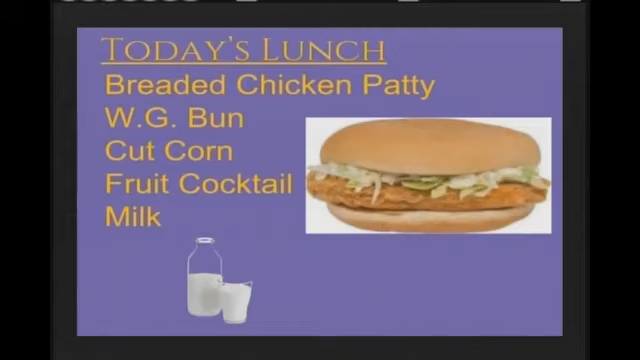 Today's Lunch
Breaded Chicken Patty
W.G. Bun
Cut Corn
Fruit Cocktail
Milk